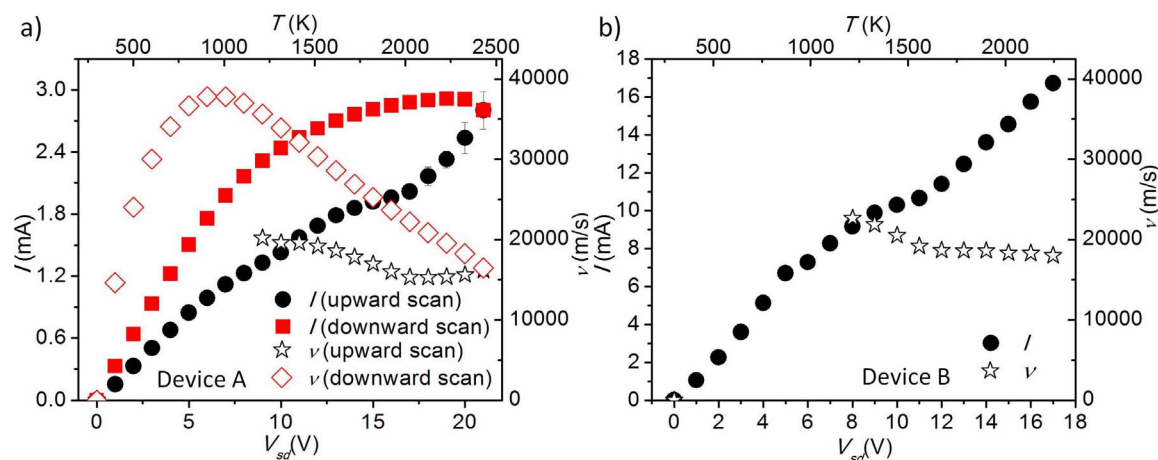 a)
T (K)
500 1000 1500 2000 2500
I (mA)
3.0
2.4
1.8
1.2
0.6
0.0
40000
30000
20000
10000
0
ν (m/s)
I (upward scan)
I (downward scan)
ν (upward scan)
ν (downward scan)
Device A
0 5 10 15 20
Vsd(V)
b)
T (K)
500 1000 1500 2000
I (mA)
18
16
14
12
10
8
6
4
2
0
40000
30000
20000
10000
0
ν (m/s)
I
ν
Device B
0 2 4 6 8 10 12 14 16 18
Vsd(V)